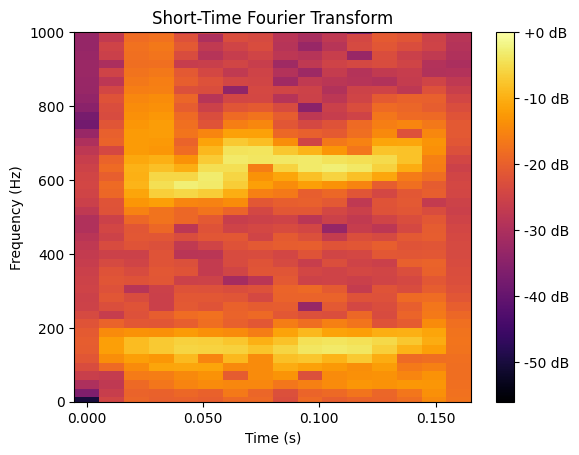 Short-Time Fourier Transform
1000
800
600
400
200
0
Frequency (Hz)
0.000
0.050
0.100
0.150
Time (s)
+0 dB
-10 dB
-20 dB
-30 dB
-40 dB
-50 dB